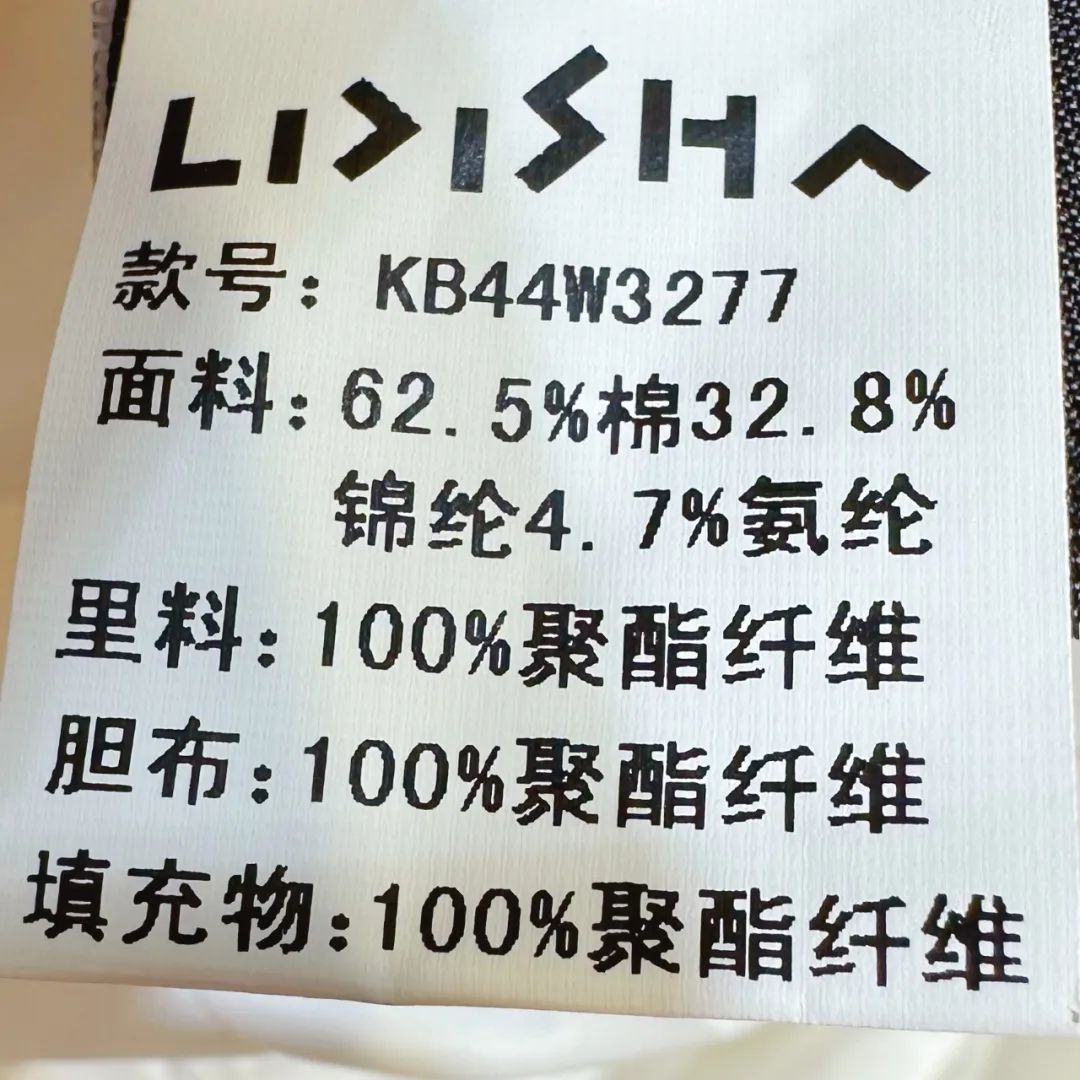 LIDISHA
款号：KB44W3277
面料：62.5%棉32.8%
锦纶4.7%氨纶
里料：100%聚酯纤维
胆布：100%聚酯纤维
填充物：100%聚酯纤维